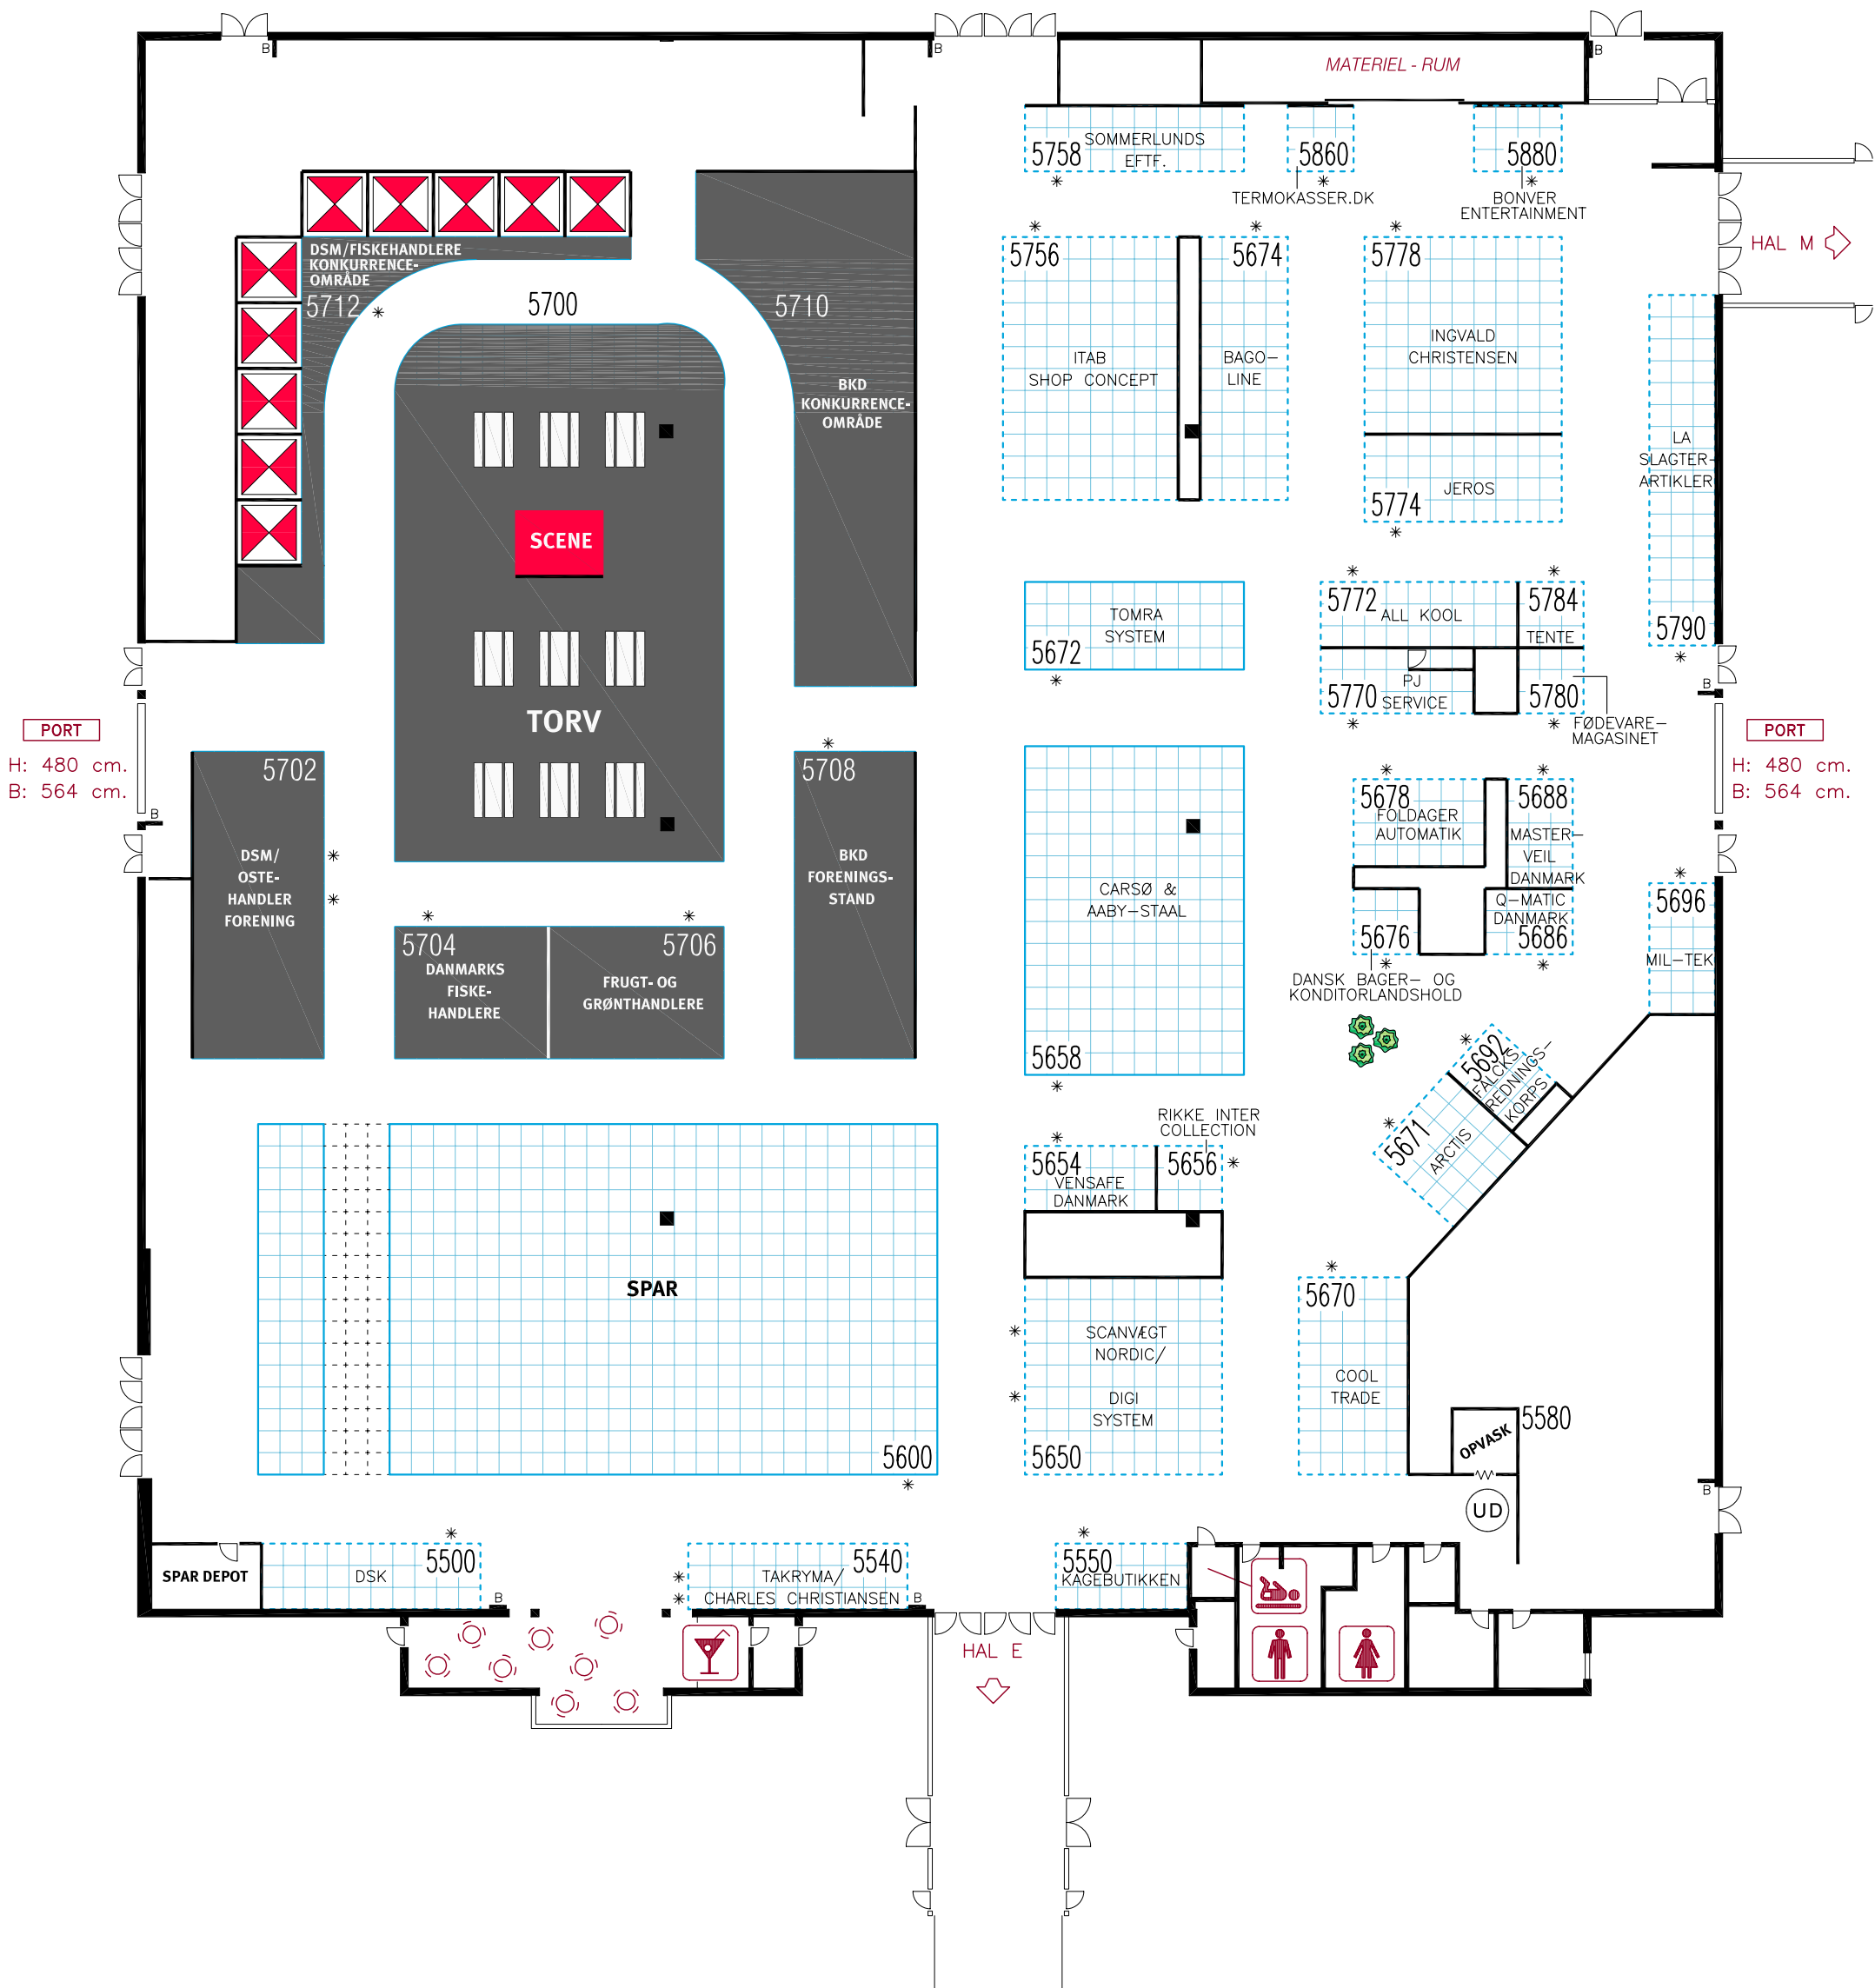 B
B
B
MATERIEL - RUM
SOMMERLUNDS
EFTF.
5758
5860
5880
TERMOKASSER.DK
BONVER
ENTERTAINMENT
HAL M
DSM/FISKEHANDLERE
KONKURRENCE-
OMRÅDE
5712
5700
5710
BKD
KONKURRENCE-
OMRÅDE
5756
5674
ITAB
SHOP CONCEPT
BAGO-
LINE
5778
INGVALD
CHRISTENSEN
JEROS
5774
LA
SLAGTER-
ARTIKLER
5790
SCENE
TORV
TOMRA
SYSTEM
5672
5772
ALL KOOL
5784
TENTE
PJ
SERVICE
5770
5780
FØDEVARE-
MAGASINET
B
PORT
H: 480 cm.
B: 564 cm.
B
PORT
H: 480 cm.
B: 564 cm.
5702
DSM/
OSTE-
HANDLER
FORENING
5708
BKD
FORENINGS-
STAND
5704
DANMARKS
FISKE-
HANDLERE
5706
FRUGT- OG
GRØNTHANDLERE
CARSØ &
AABY-STAAL
5658
5678
FOLDAGER
AUTOMATIK
5688
MASTER-
VEIL
DANMARK
Q-MATIC
DANMARK
5686
5676
DANSK BAGER- OG
KONDITORLANDSHOLD
5696
MIL-TEK
5692
FALCKS
REDNINGS-
KORPS
5671
ARCTIS
RIKKE INTER
COLLECTION
5654
VENSAFE
DANMARK
5656
SPAR
5600
SCANVÆGT
NORDIC/
DIGI
SYSTEM
5650
5670
COOL
TRADE
OPVASK
5580
UD
B
SPAR DEPOT
DSK
5500
B
5540
TAKRYMA/
CHARLES CHRISTIANSEN
B
5550
KAGEBUTIKKEN
HAL E